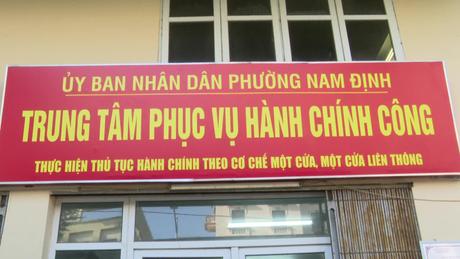 ỦY BAN NHÂN DÂN PHƯỜNG NAM ĐỊNH
TRUNG TÂM PHỤC VỤ HÀNH CHÍNH CÔNG
THỰC HIỆN THỦ TỤC HÀNH CHÍNH THEO CƠ CHẾ MỘT CỬA, MỘT CỬA LIÊN THÔNG